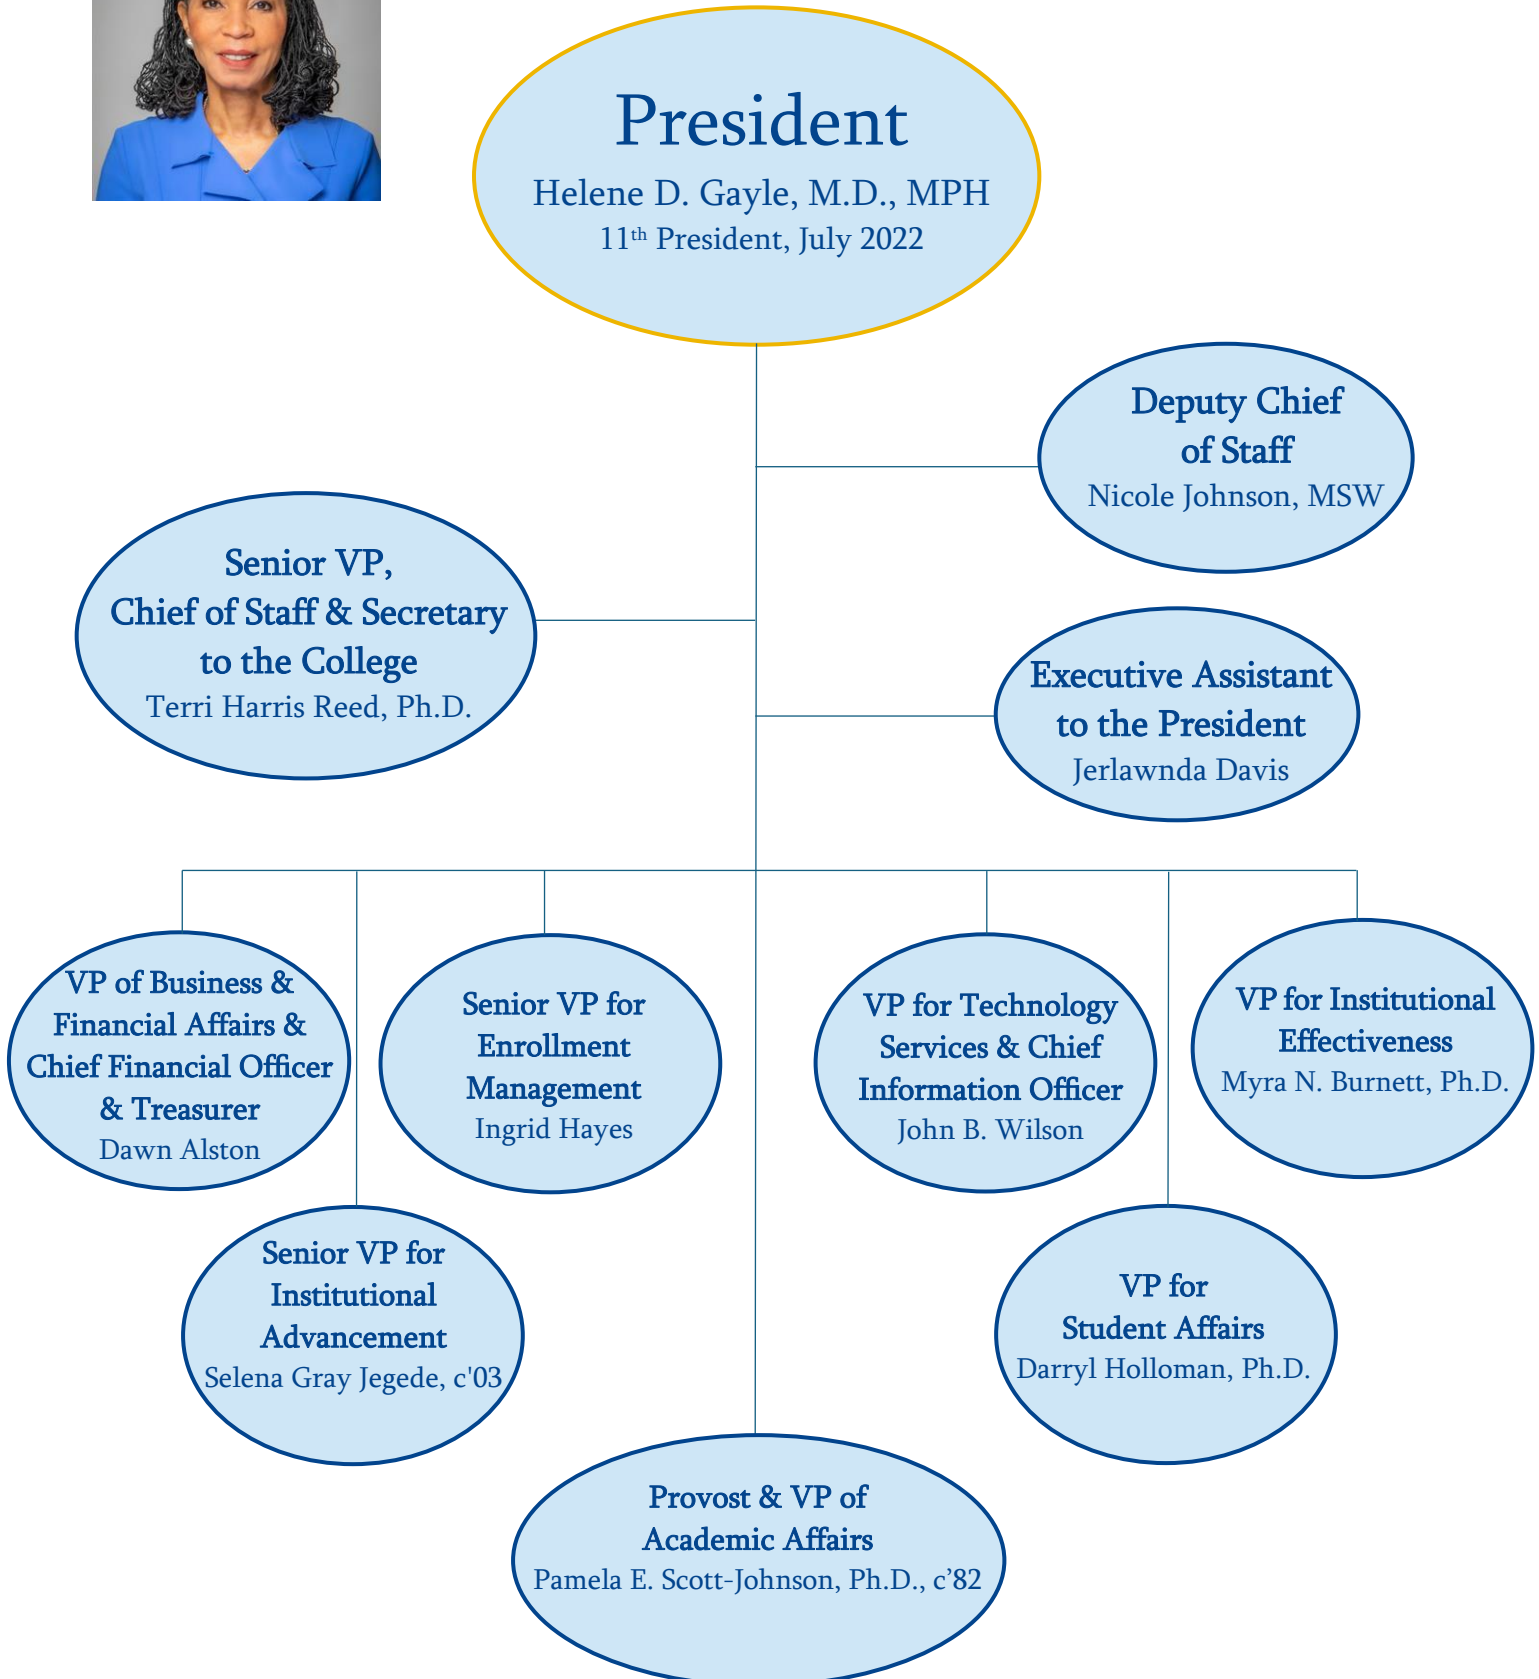 President
Helene D. Gayle, M.D., MPH
11th President, July 2022
Deputy Chief
of Staff
Nicole Johnson, MSW
Senior VP,
Chief of Staff & Secretary
to the College
Terri Harris Reed, Ph.D.
Executive Assistant
to the President
Jerlawnda Davis
VP of Business &
Financial Affairs &
Chief Financial Officer
& Treasurer
Dawn Alston
Senior VP for
Enrollment
Management
Ingrid Hayes
VP for Technology
Services & Chief
Information Officer
John B. Wilson
VP for Institutional
Effectiveness
Myra N. Burnett, Ph.D.
Senior VP for
Institutional
Advancement
Selena Gray Jegede, c'03
VP for
Student Affairs
Darryl Holloman, Ph.D.
Provost & VP of
Academic Affairs
Pamela E. Scott-Johnson, Ph.D., c’82